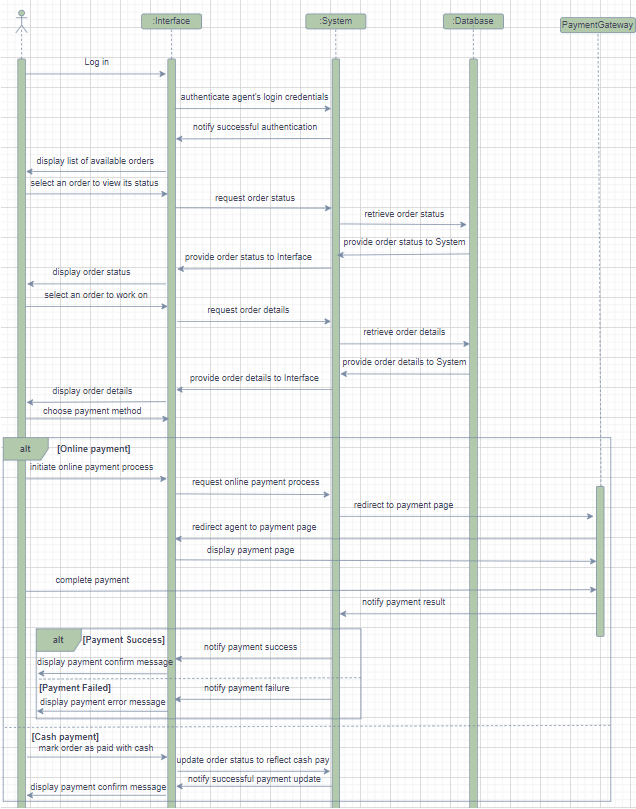 :Interface
:System
:Database
PaymentGateway
Log in
authenticate agent's login credentials
notify successful authentication
display list of available orders
select an order to view its status
request order status
retrieve order status
provide order status to System
provide order status to Interface
display order status
select an order to work on
request order details
retrieve order details
provide order details to System
provide order details to Interface
display order details
choose payment method
alt
[Online payment]
initiate online payment process
request online payment process
redirect to payment page
redirect agent to payment page
display payment page
complete payment
notify payment result
alt
[Payment Success]
notify payment success
display payment confirm message
[Payment Failed]
notify payment failure
display payment error message
[Cash payment]
mark order as paid with cash
update order status to reflect cash pay
notify successful payment update
display payment confirm message